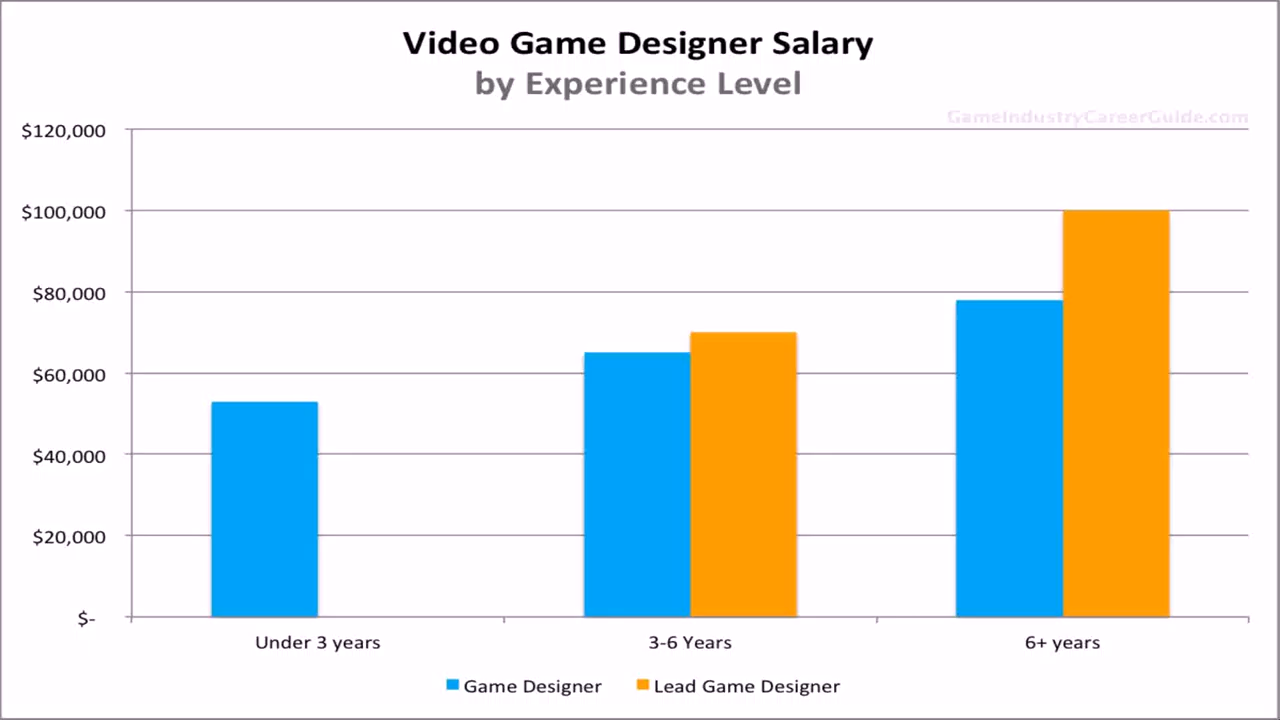 Video Game Designer Salary
by Experience Level
GameIndustryCareerGuide.com
$120,000
$100,000
$80,000
$60,000
$40,000
$20,000
$-
Under 3 years
3-6 Years
6+ years
Game Designer
Lead Game Designer